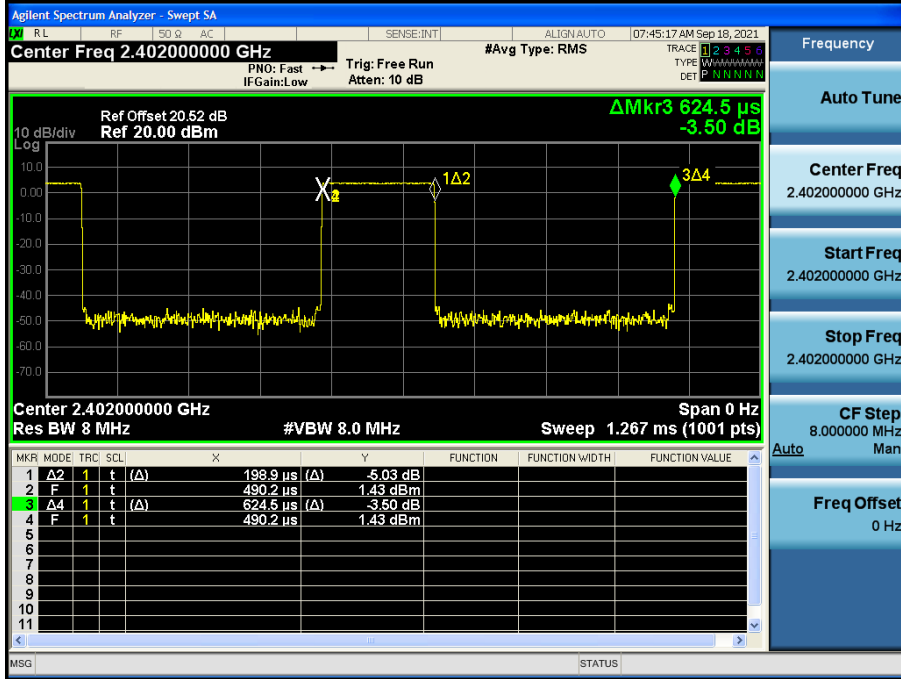 Agilent Spectrum Analyzer - Swept SA
LXI RL RF 50 Ω AC SENSE:INT ALIGN AUTO 07:45:17 AM Sep 18, 2021
Center Freq 2.402000000 GHz
PNO: Fast
IFGain:Low
Trig: Free Run
Atten: 10 dB
#Avg Type: RMS
TRACE 1 2 3 4 5 6
TYPE WWWWWW
DET P N N N N N
Ref Offset 20.52 dB
10 dB/div Ref 20.00 dBm
Log
ΔMkr3 624.5 µs
-3.50 dB
10.0
0.00
-10.0
-20.0
-30.0
-40.0
-50.0
-60.0
-70.0
1Δ2
3Δ4
Center 2.402000000 GHz Span 0 Hz
Res BW 8 MHz #VBW 8.0 MHz Sweep 1.267 ms (1001 pts)
MKR MODE TRC SCL X Y FUNCTION FUNCTION WIDTH FUNCTION VALUE
1 Δ2 1 t (Δ) 198.9 µs (Δ) -5.03 dB
2 F 1 t 490.2 µs 1.43 dBm
3 Δ4 1 t (Δ) 624.5 µs (Δ) -3.50 dB
4 F 1 t 490.2 µs 1.43 dBm
5
6
7
8
9
10
11
MSG STATUS
Frequency
Auto Tune
Center Freq
2.402000000 GHz
Start Freq
2.402000000 GHz
Stop Freq
2.402000000 GHz
CF Step
8.000000 MHz
Auto Man
Freq Offset
0 Hz